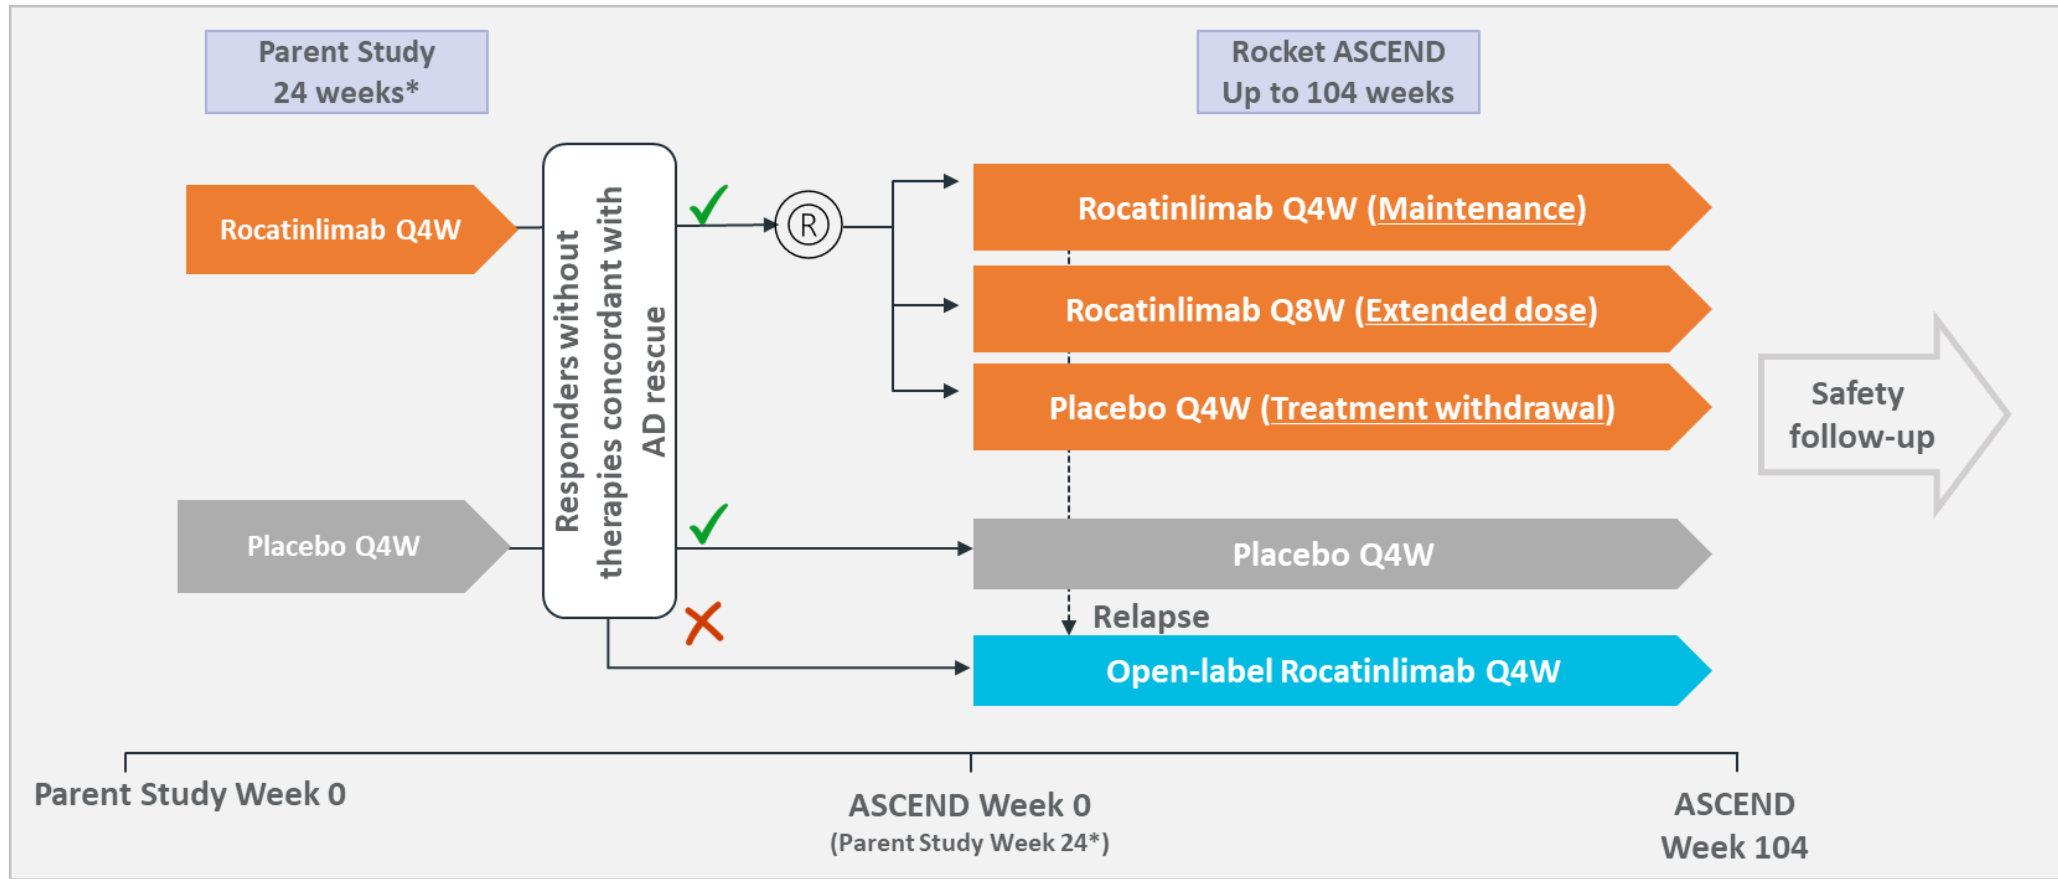 Parent Study
24 weeks*
Rocket ASCEND
Up to 104 weeks
Rocatinlimab Q4W
Placebo Q4W
Responders without
therapies concordant with
AD rescue
R
Rocatinlimab Q4W (Maintenance)
Rocatinlimab Q8W (Extended dose)
Placebo Q4W (Treatment withdrawal)
Placebo Q4W
Relapse
Open-label Rocatinlimab Q4W
Safety
follow-up
Parent Study Week 0
ASCEND Week 0
(Parent Study Week 24*)
ASCEND
Week 104